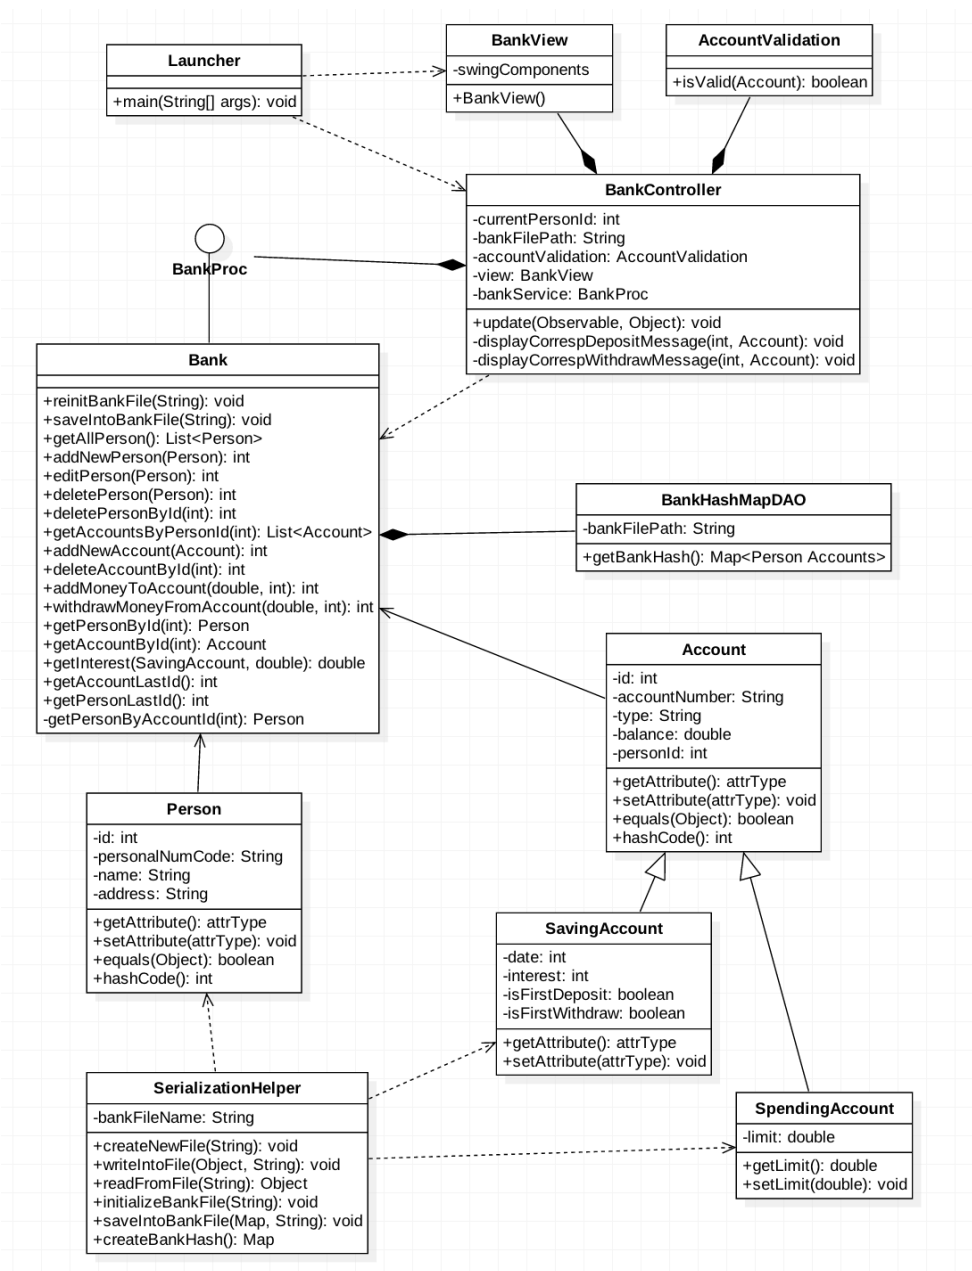 Launcher
+main(String[] args): void
BankView
-swingComponents
+BankView()
AccountValidation
+isValid(Account): boolean
BankController
-currentPersonId: int
-bankFilePath: String
-accountValidation: AccountValidation
-view: BankView
-bankService: BankProc
+update(Observable, Object): void
-displayCorrespDepositMessage(int, Account): void
-displayCorrespWithdrawMessage(int, Account): void
BankProc
Bank
+reinitBankFile(String): void
+saveIntoBankFile(String): void
+getAllPerson(): List<Person>
+addNewPerson(Person): int
+editPerson(Person): int
+deletePerson(Person): int
+deletePersonById(int): int
+getAccountsByPersonId(int): List<Account>
+addNewAccount(Account): int
+deleteAccountById(int): int
+addMoneyToAccount(double, int): int
+withdrawMoneyFromAccount(double, int): int
+getPersonById(int): Person
+getAccountById(int): Account
+getInterest(SavingAccount, double): double
+getAccountLastId(): int
+getPersonLastId(): int
-getPersonByAccountId(int): Person
BankHashMapDAO
-bankFilePath: String
+getBankHash(): Map<Person Accounts>
Account
-id: int
-accountNumber: String
-type: String
-balance: double
-personId: int
+getAttribute(): attrType
+setAttribute(attrType): void
+equals(Object): boolean
+hashCode(): int
Person
-id: int
-personalNumCode: String
-name: String
-address: String
+getAttribute(): attrType
+setAttribute(attrType): void
+equals(Object): boolean
+hashCode(): int
SavingAccount
-date: int
-interest: int
-isFirstDeposit: boolean
-isFirstWithdraw: boolean
+getAttribute(): attrType
+setAttribute(attrType): void
SerializationHelper
-bankFileName: String
+createNewFile(String): void
+writeIntoFile(Object, String): void
+readFromFile(String): Object
+initializeBankFile(String): void
+saveIntoBankFile(Map, String): void
+createBankHash(): Map
SpendingAccount
-limit: double
+getLimit(): double
+setLimit(double): void